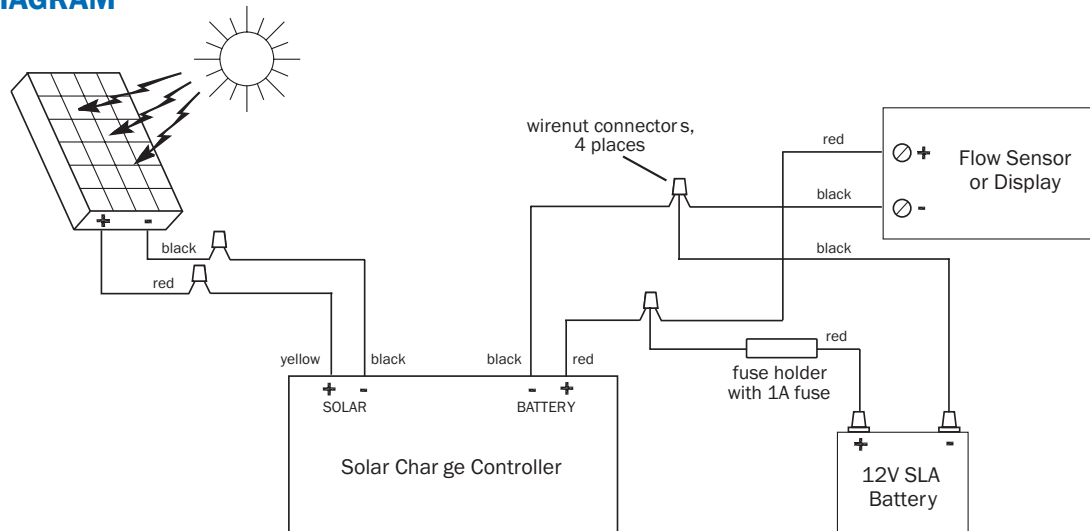 IAGRAM
wirenut connectors,
4 places
red
+
Flow Sensor
or Display
black
-
+ -
black
black
red
red
yellow
black
black
red
fuse holder
with 1A fuse
+ -
SOLAR
- +
BATTERY
+ -
Solar Char ge Controller
12V SLA
Battery